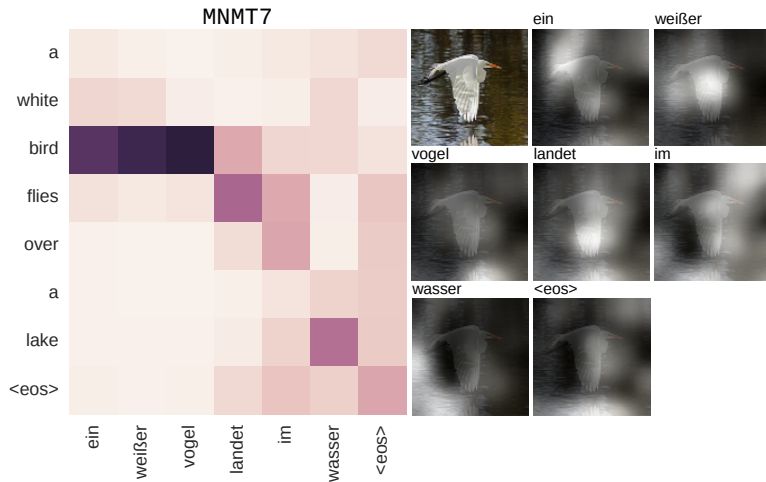 MNMT7
a
white
bird
flies
over
a
lake
<eos>
ein
weißer
vogel
landet
im
wasser
<eos>
ein
weißer
vogel
landet
im
wasser
<eos>